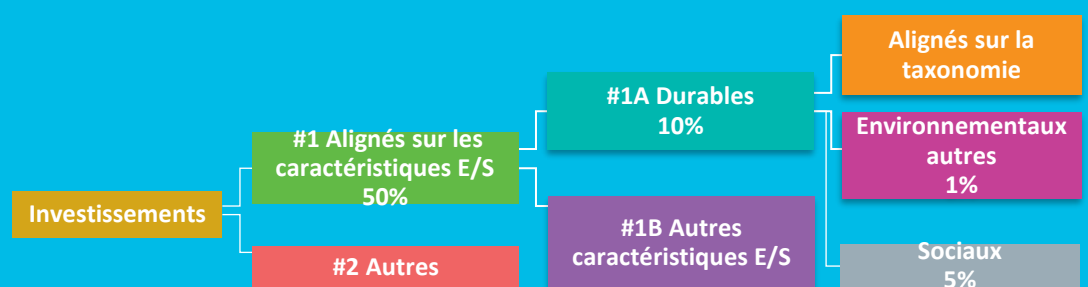 Investissements
#1 Alignés sur les
caractéristiques E/S
50%
#2 Autres
#1A Durables
10%
#1B Autres
caractéristiques E/S
Alignés sur la
taxonomie
Environnementaux
autres
1%
Sociaux
5%